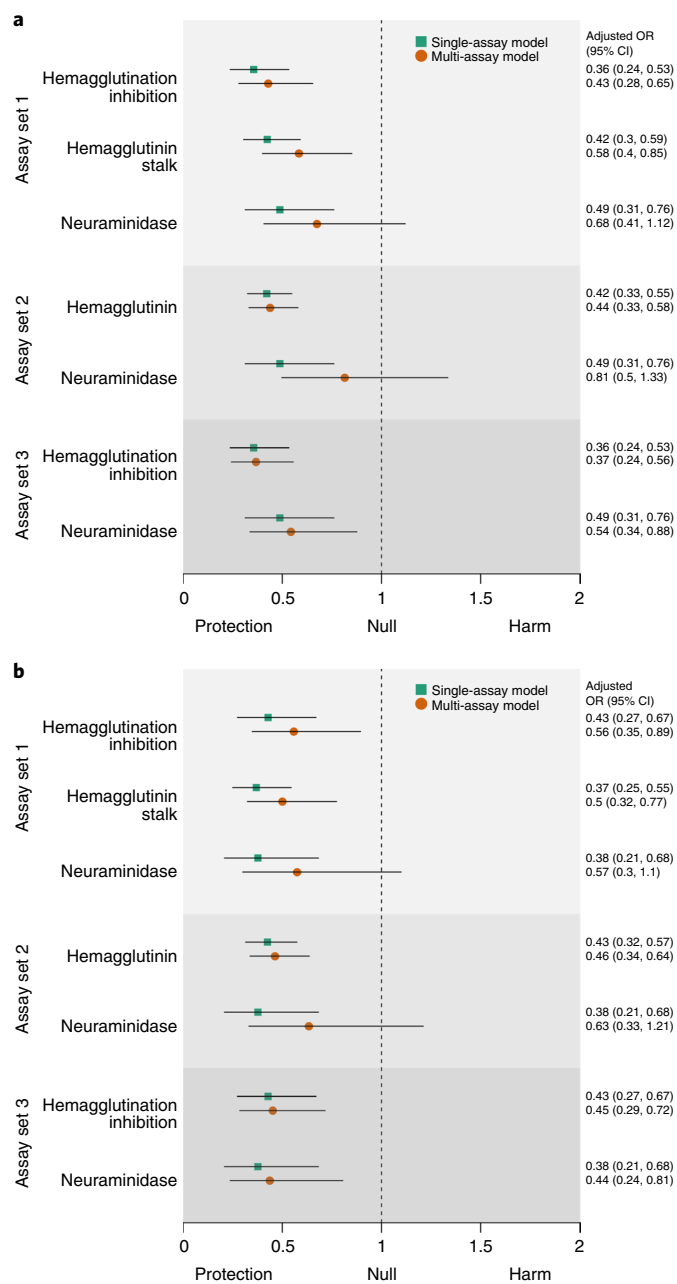 a
Single-assay model
Multi-assay model
Adjusted OR
(95% CI)
Assay set 1
Hemagglutination
inhibition
0.36 (0.24, 0.53)
0.43 (0.28, 0.65)
Hemagglutinin
stalk
0.42 (0.3, 0.59)
0.58 (0.4, 0.85)
Neuraminidase
0.49 (0.31, 0.76)
0.68 (0.41, 1.12)
Assay set 2
Hemagglutinin
0.42 (0.33, 0.55)
0.44 (0.33, 0.58)
Neuraminidase
0.49 (0.31, 0.76)
0.81 (0.5, 1.33)
Assay set 3
Hemagglutination
inhibition
0.36 (0.24, 0.53)
0.37 (0.24, 0.56)
Neuraminidase
0.49 (0.31, 0.76)
0.54 (0.34, 0.88)
0 0.5 1 1.5 2
Protection Null Harm
b
Single-assay model
Multi-assay model
Adjusted
OR (95% CI)
Assay set 1
Hemagglutination
inhibition
0.43 (0.27, 0.67)
0.56 (0.35, 0.89)
Hemagglutinin
stalk
0.37 (0.25, 0.55)
0.5 (0.32, 0.77)
Neuraminidase
0.38 (0.21, 0.68)
0.57 (0.3, 1.1)
Assay set 2
Hemagglutinin
0.43 (0.32, 0.57)
0.46 (0.34, 0.64)
Neuraminidase
0.38 (0.21, 0.68)
0.63 (0.33, 1.21)
Assay set 3
Hemagglutination
inhibition
0.43 (0.27, 0.67)
0.45 (0.29, 0.72)
Neuraminidase
0.38 (0.21, 0.68)
0.44 (0.24, 0.81)
0 0.5 1 1.5 2
Protection Null Harm